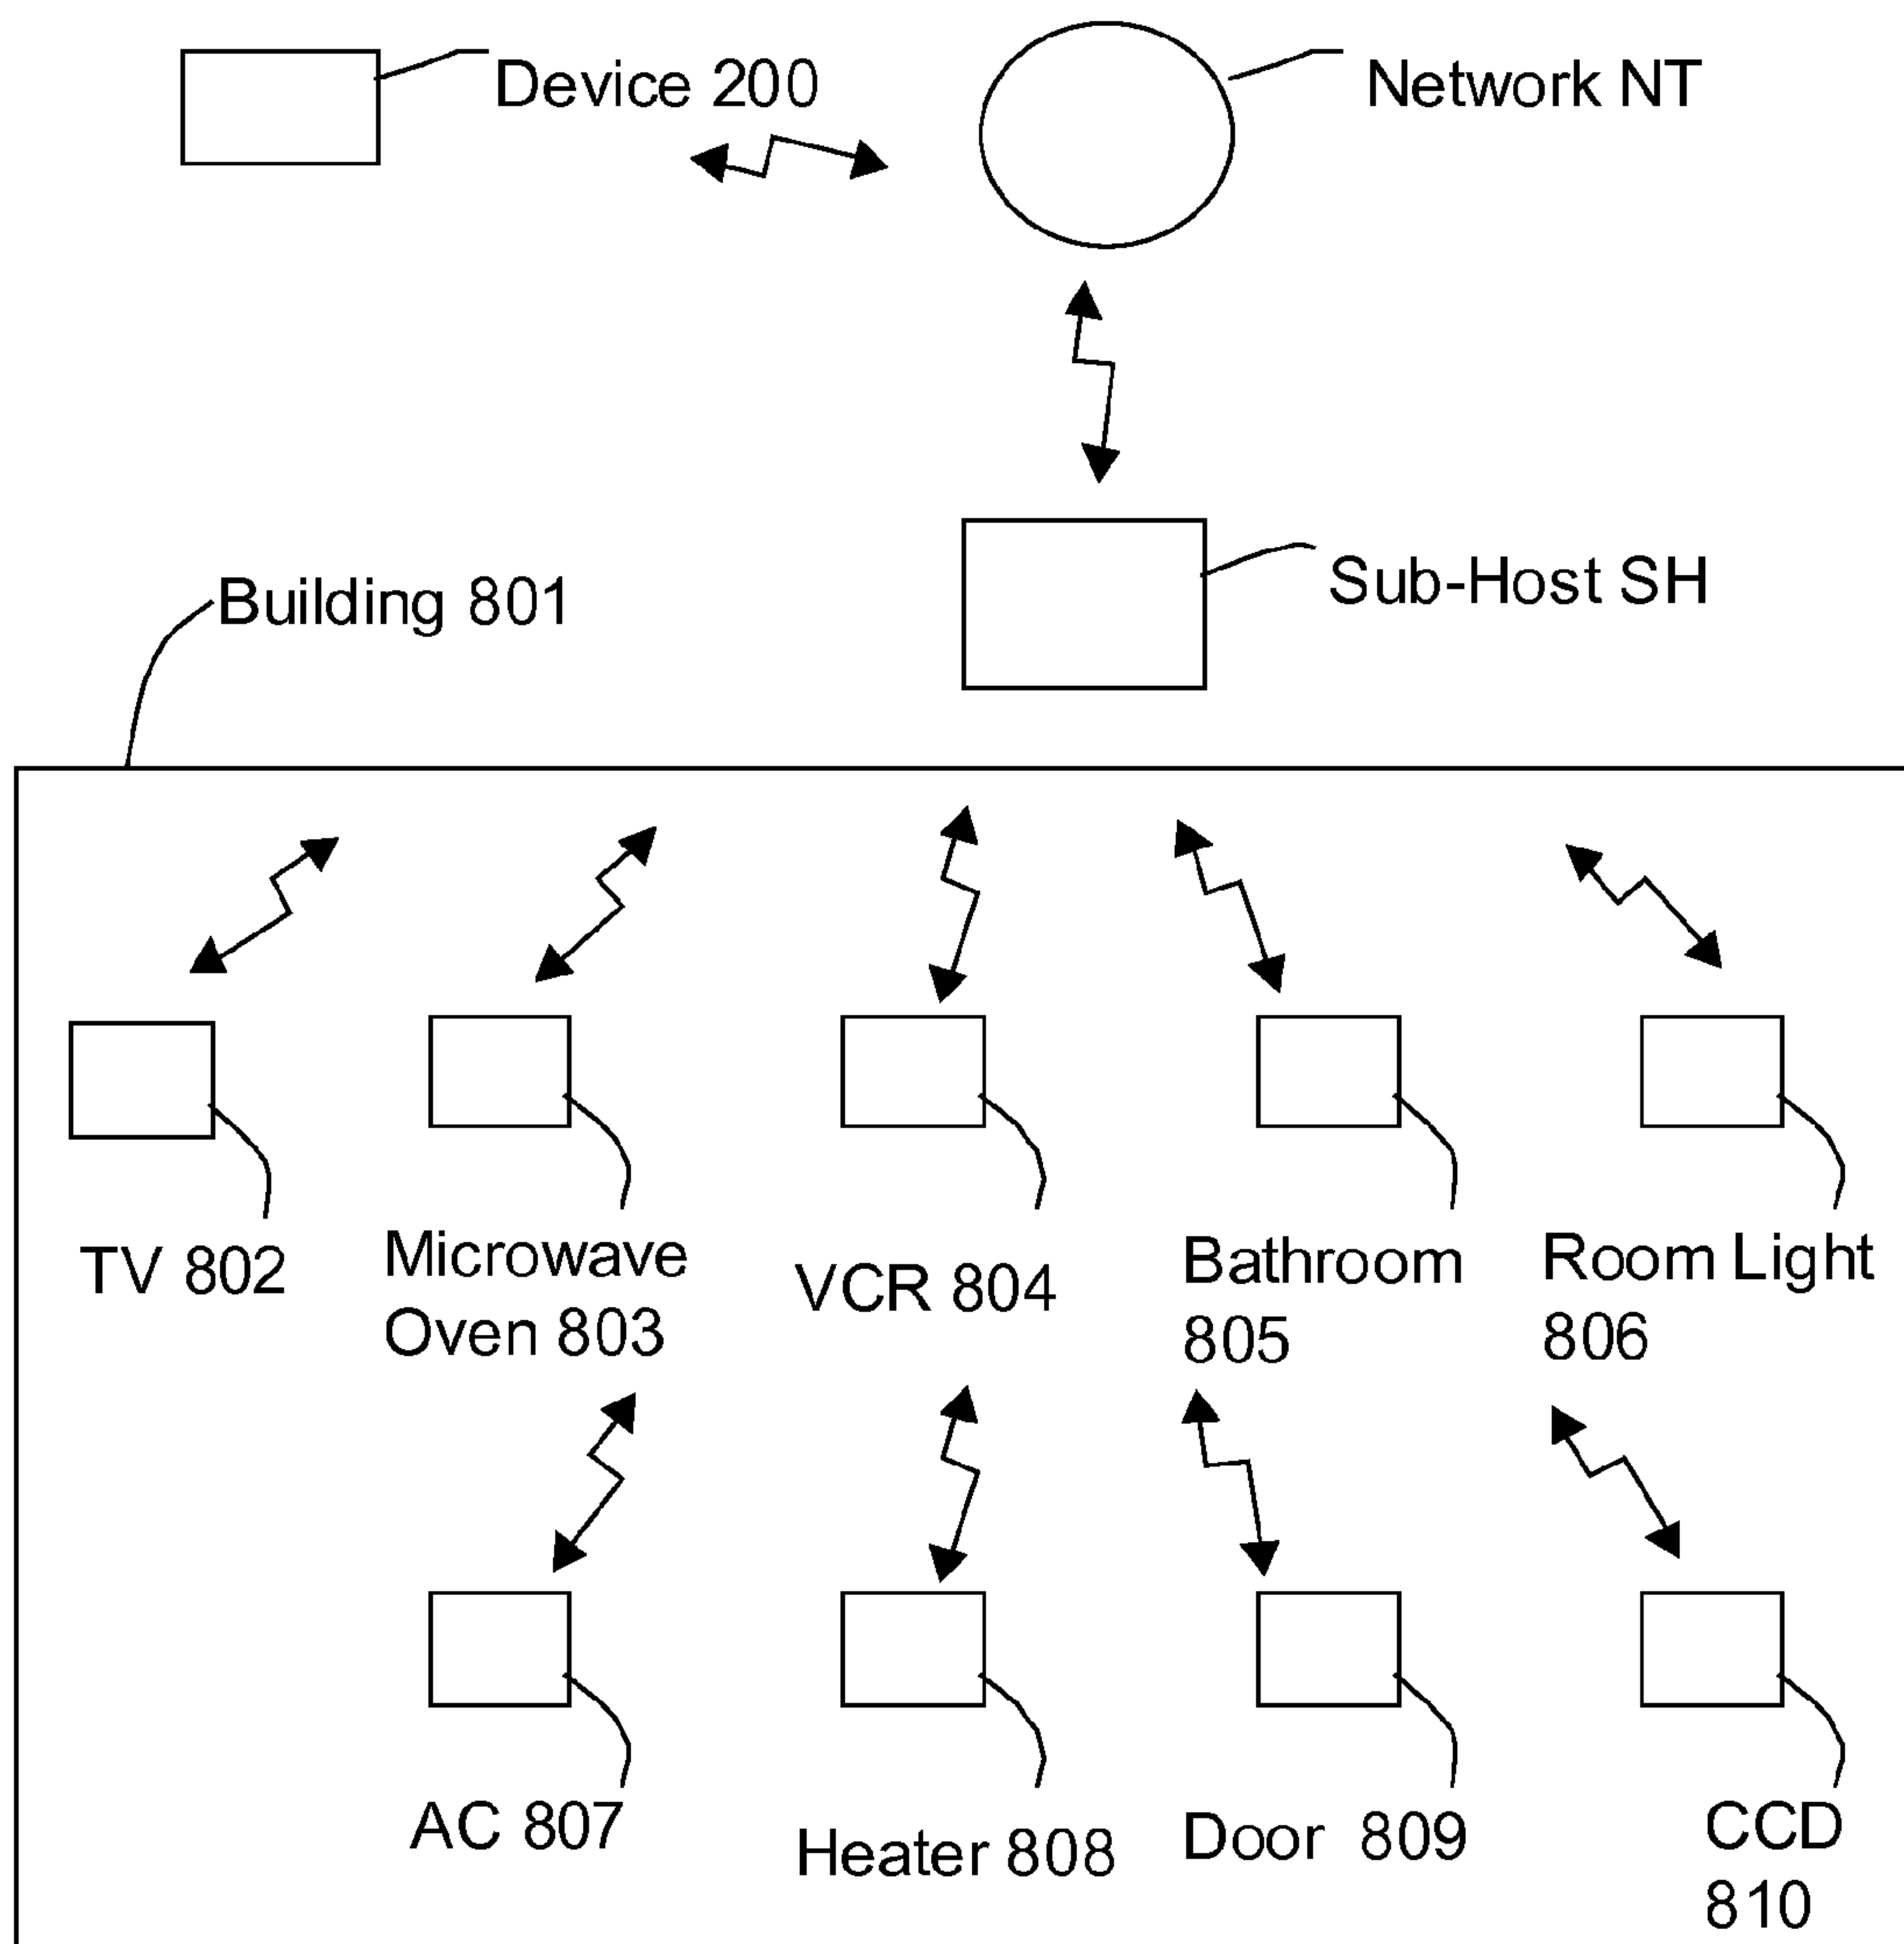 Device 200
Network NT
Sub-Host SH
Building 801
TV 802
Microwave
Oven 803
VCR 804
Bathroom
805
Room Light
806
AC 807
Heater 808
Door 809
CCD
810